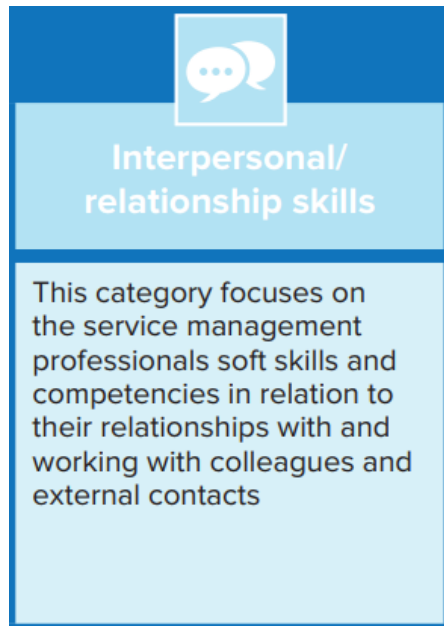 Interpersonal/
relationship skills
This category focuses on
the service management
professionals soft skills and
competencies in relation to
their relationships with and
working with colleagues and
external contacts